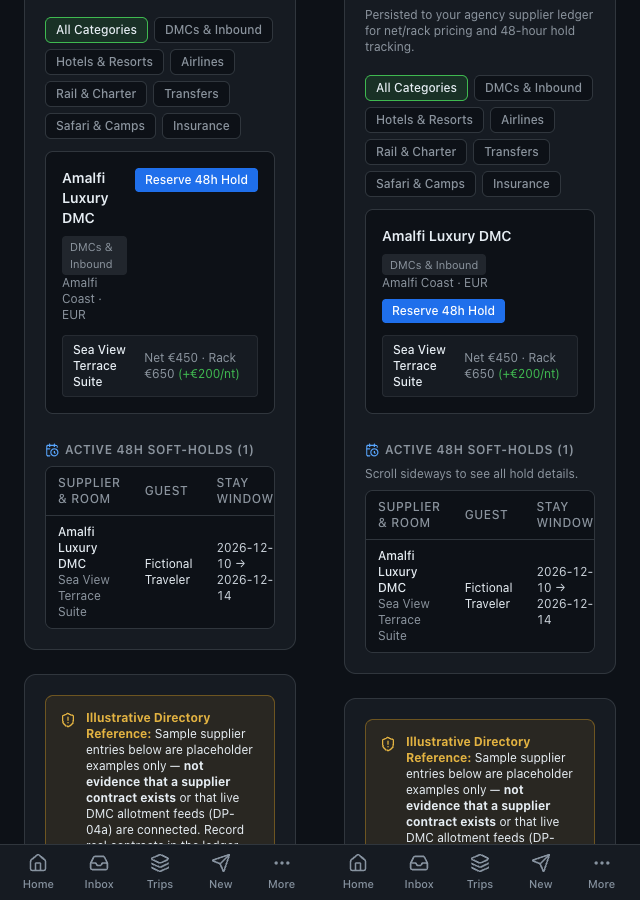 All Categories
DMCs & Inbound
Hotels & Resorts
Airlines
Rail & Charter
Transfers
Safari & Camps
Insurance
Amalfi
Luxury
DMC
Reserve 48h Hold
DMCs &
Inbound
Amalfi
Coast ·
EUR
Sea View
Terrace
Suite
Net €450 · Rack
€650 (+€200/nt)
ACTIVE 48H SOFT-HOLDS (1)
SUPPLIER
& ROOM
GUEST
STAY
WINDOW
Amalfi
Luxury
DMC
Sea View
Terrace
Suite
Fictional
Traveler
2026-12-
10 →
2026-12-
14
Illustrative Directory
Reference: Sample supplier
entries below are placeholder
examples only — not
evidence that a supplier
contract exists or that live
DMC allotment feeds (DP-
04a) are connected. Record
real contracts in the ledger
Home
Inbox
Trips
New
More
Persisted to your agency supplier ledger
for net/rack pricing and 48-hour hold
tracking.
All Categories
DMCs & Inbound
Hotels & Resorts
Airlines
Rail & Charter
Transfers
Safari & Camps
Insurance
Amalfi Luxury DMC
DMCs & Inbound
Amalfi Coast · EUR
Reserve 48h Hold
Sea View
Terrace
Suite
Net €450 · Rack
€650 (+€200/nt)
ACTIVE 48H SOFT-HOLDS (1)
Scroll sideways to see all hold details.
SUPPLIER
& ROOM
GUEST
STAY
WINDOW
Amalfi
Luxury
DMC
Sea View
Terrace
Suite
Fictional
Traveler
2026-12-
10 →
2026-12-
14
Illustrative Directory
Reference: Sample supplier
entries below are placeholder
examples only — not
evidence that a supplier
contract exists or that live
DMC allotment feeds (DP-
Home
Inbox
Trips
New
More